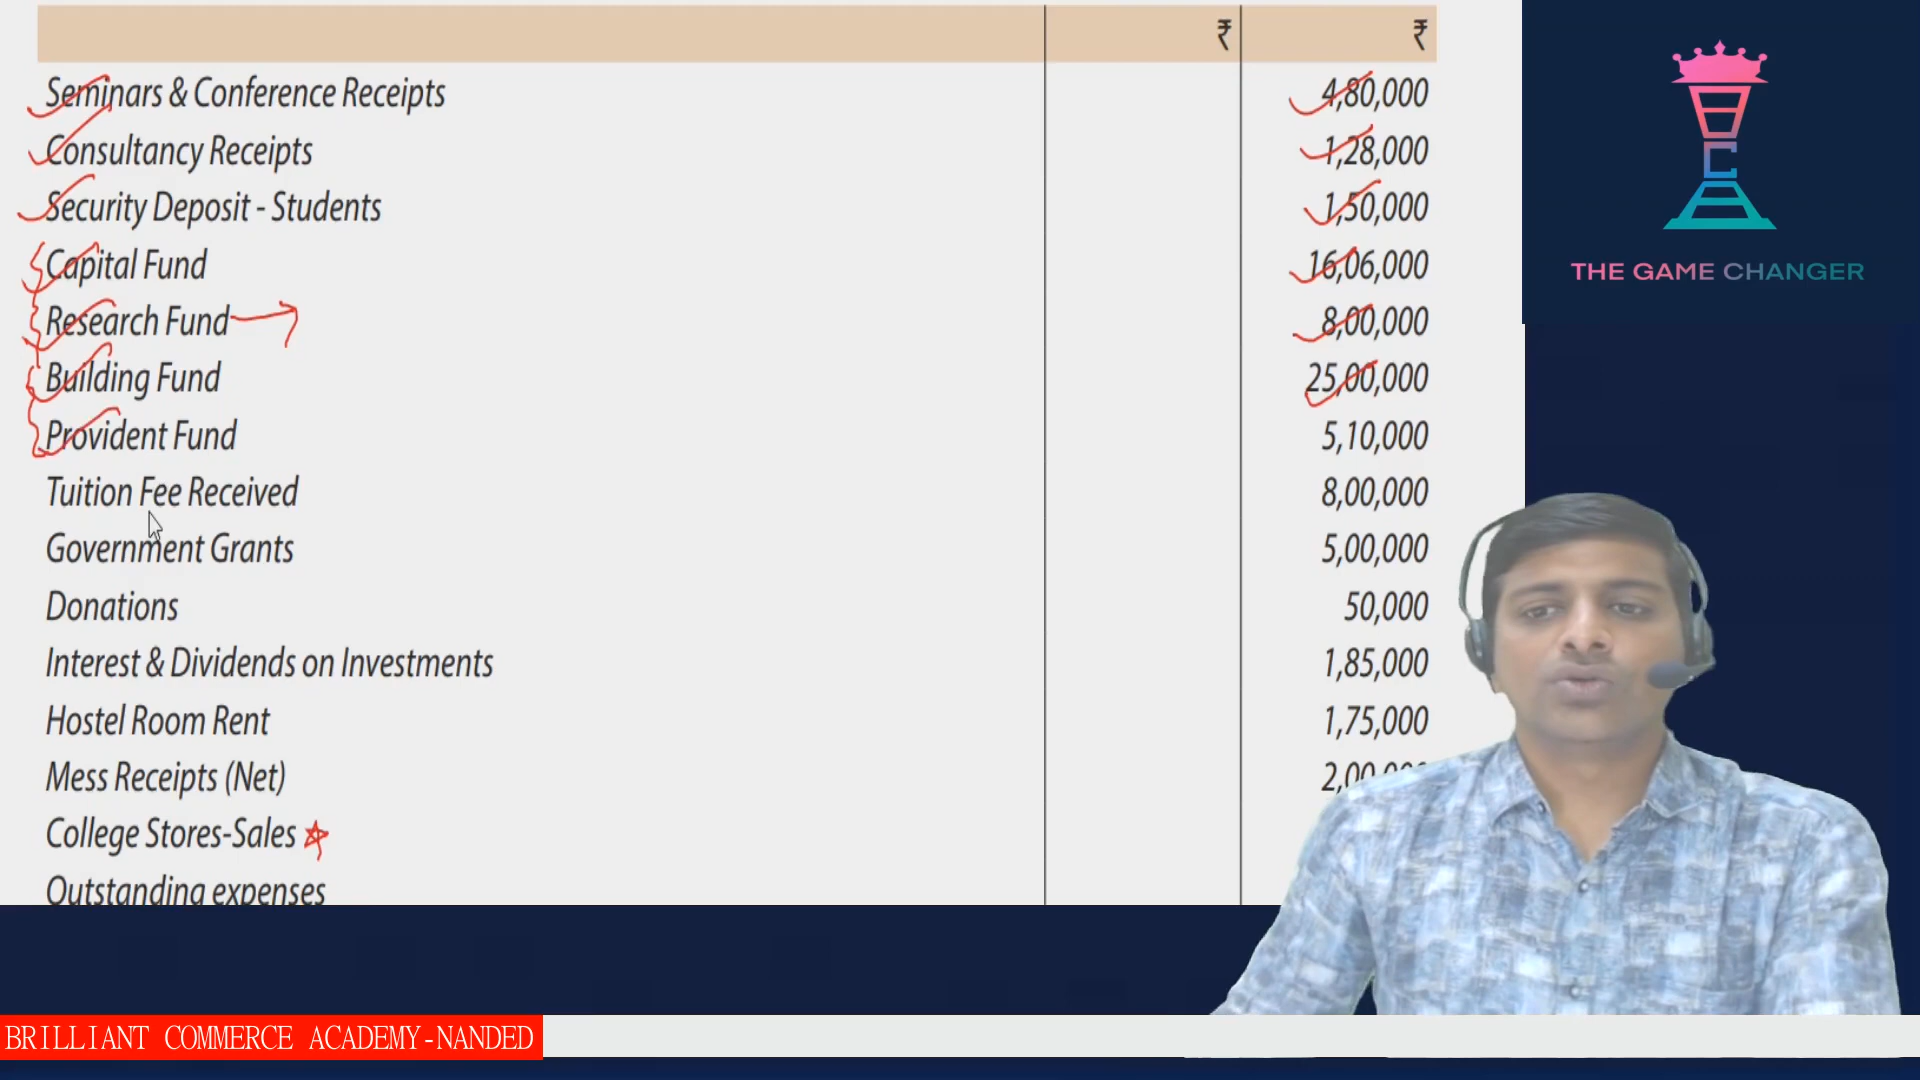 ₹ ₹
Seminars & Conference Receipts 4,80,000
Consultancy Receipts 1,28,000
Security Deposit - Students 1,50,000
Capital Fund 16,06,000
Research Fund 8,00,000
Building Fund 25,00,000
Provident Fund 5,10,000
Tuition Fee Received 8,00,000
Government Grants 5,00,000
Donations 50,000
Interest & Dividends on Investments 1,85,000
Hostel Room Rent 1,75,000
Mess Receipts (Net)
College Stores-Sales
Outstanding expenses
THE GAME CHANGER
BRILLIANT COMMERCE ACADEMY-NANDED